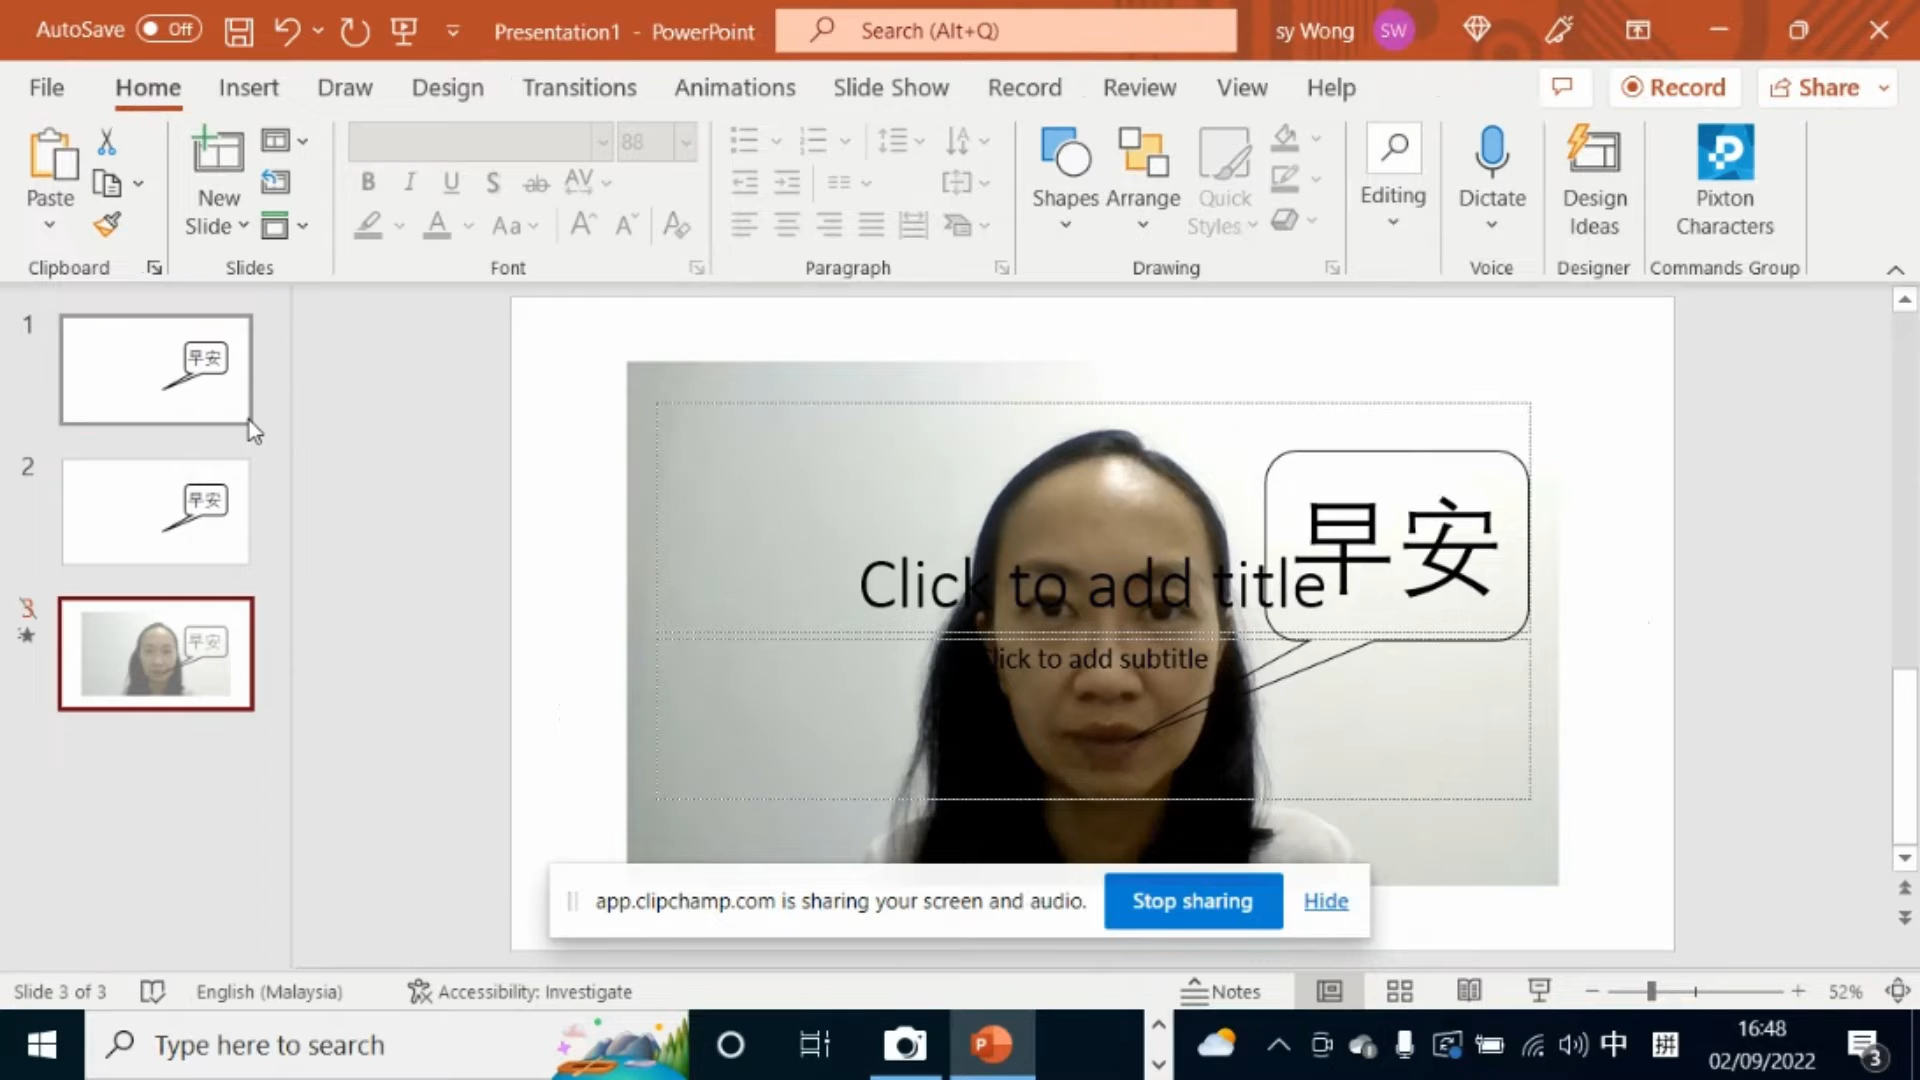 AutoSave Off Presentation1 - PowerPoint Search (Alt+Q) sy Wong SW
File Home Insert Draw Design Transitions Animations Slide Show Record Review View Help Record Share
Paste
New
Slide
88
B I U S ab AV
A Aa A A A
Shapes Arrange Quick
Styles
Editing
Dictate
Design
Ideas
Pixton
Characters
Clipboard Slides Font Paragraph Drawing Voice Designer Commands Group
1
早安
2
早安
3
早安
早安
Click to add title
Click to add subtitle
app.clipchamp.com is sharing your screen and audio. Stop sharing Hide
Slide 3 of 3 English (Malaysia) Accessibility: Investigate Notes 52%
Type here to search
中 拼
16:48
02/09/2022
3